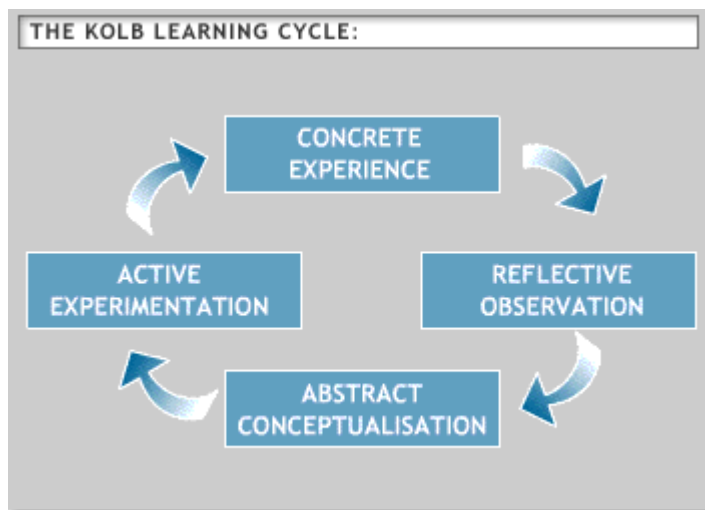 THE KOLB LEARNING CYCLE:
CONCRETE
EXPERIENCE
ACTIVE
EXPERIMENTATION
REFLECTIVE
OBSERVATION
ABSTRACT
CONCEPTUALISATION